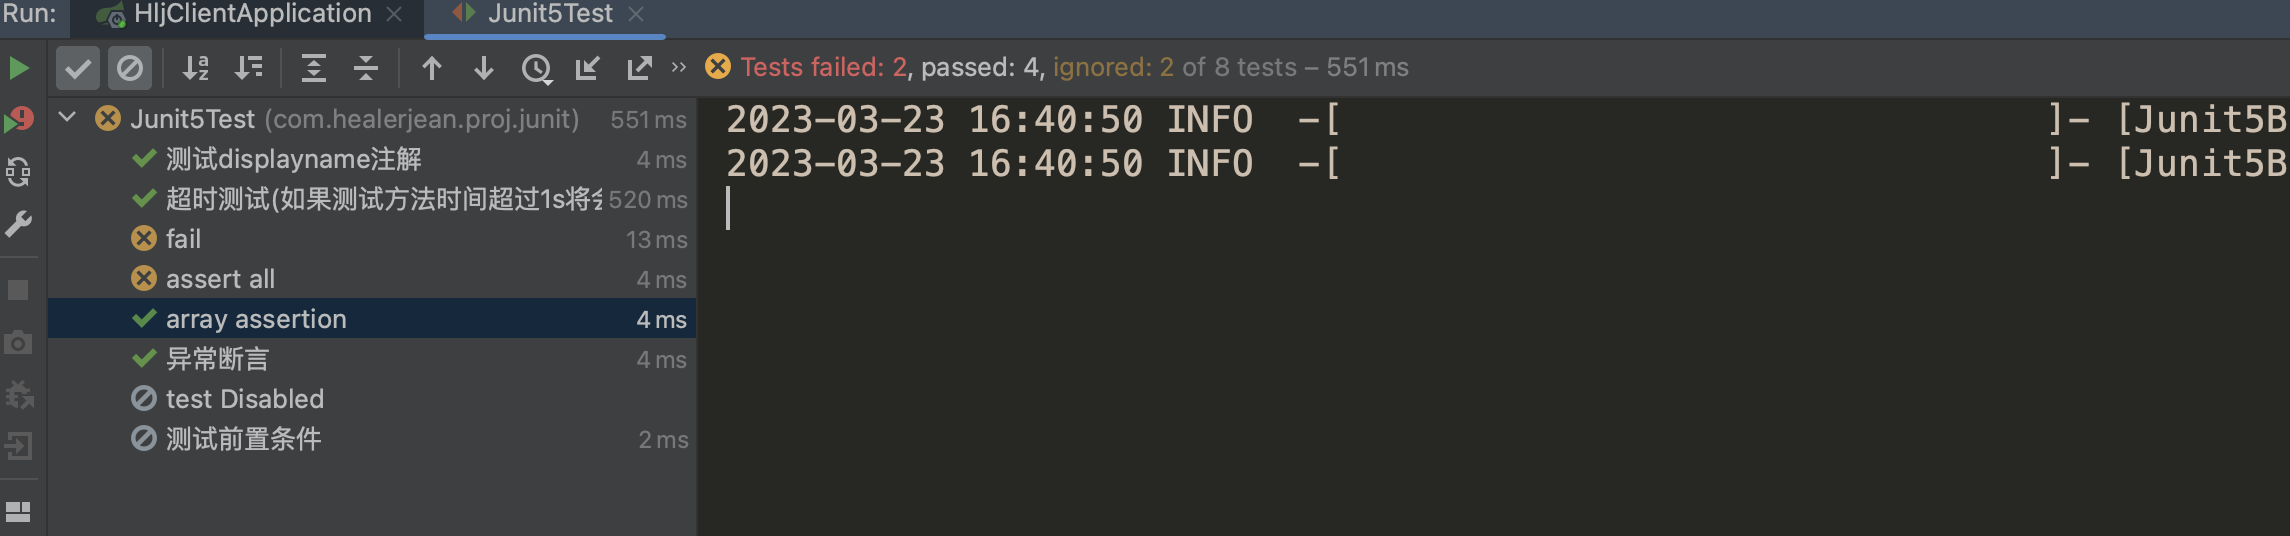 Run: HljClientApplication Junit5Test
Tests failed: 2, passed: 4, ignored: 2 of 8 tests – 551 ms
Junit5Test (com.healerjean.proj.junit) 551 ms
测试displayname注解 4 ms
超时测试(如果测试方法时间超过1s将 520 ms
fail 13 ms
assert all 4 ms
array assertion 4 ms
异常断言 4 ms
test Disabled
测试前置条件 2 ms
2023-03-23 16:40:50 INFO -[ ]- [Junit5B
2023-03-23 16:40:50 INFO -[ ]- [Junit5B